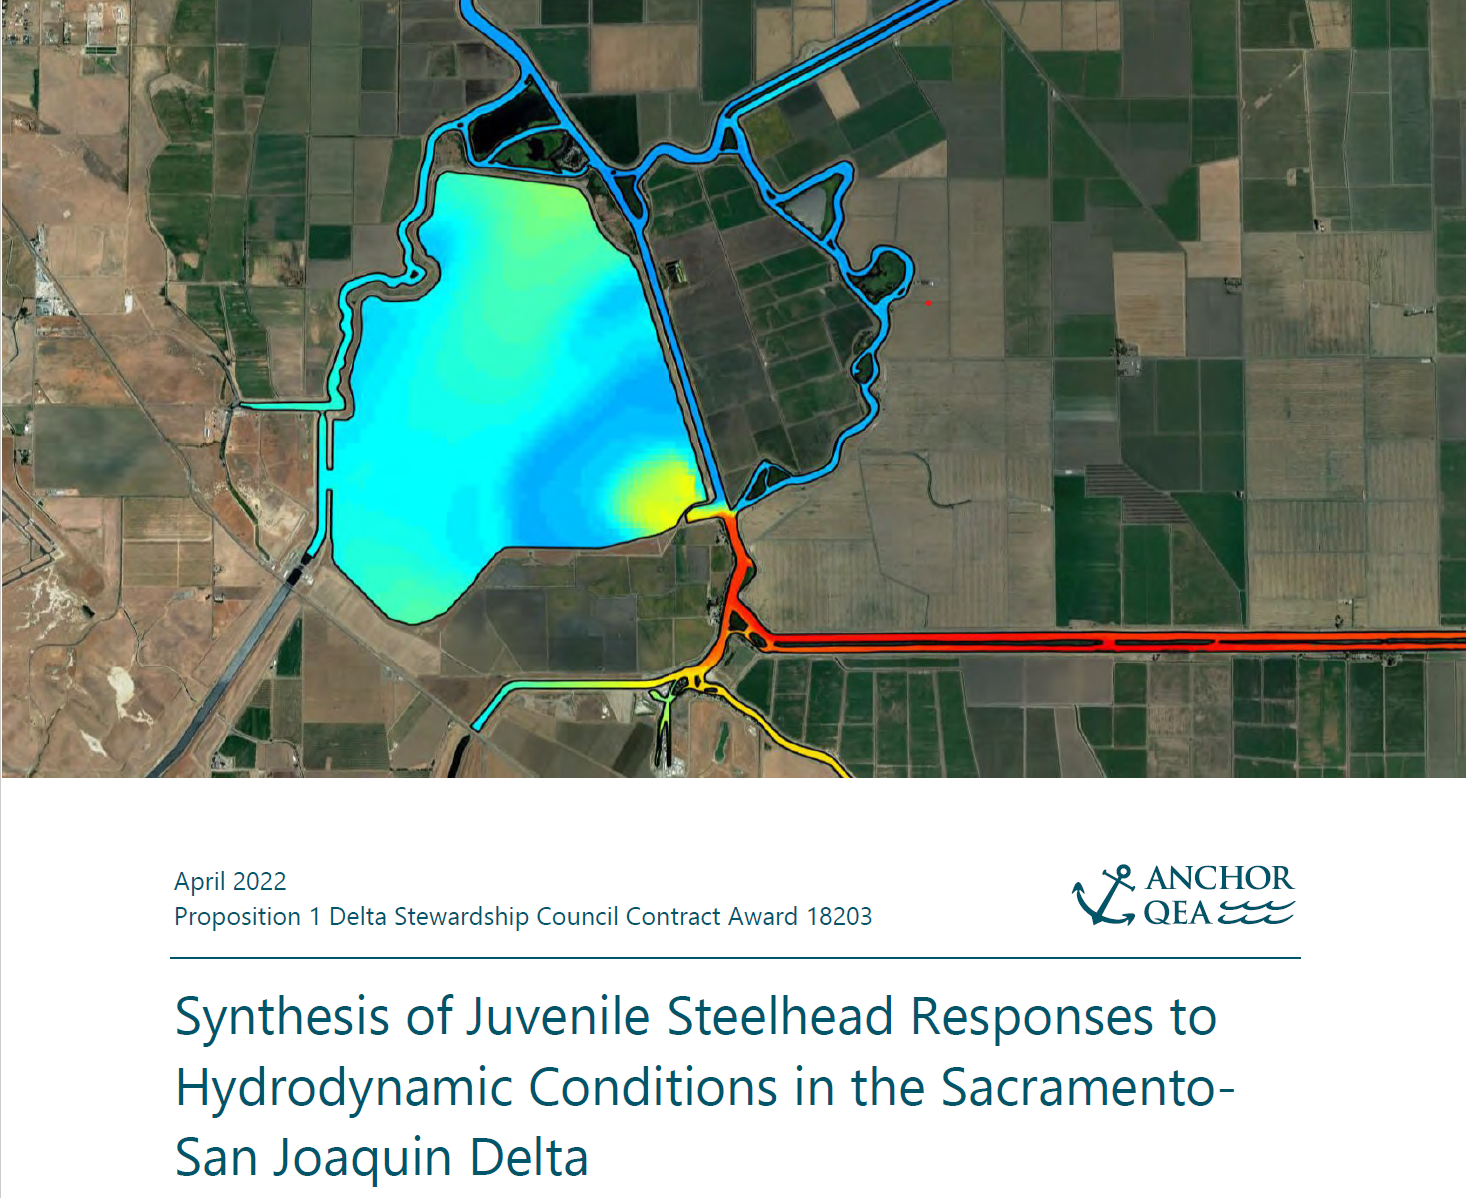 April 2022
Proposition 1 Delta Stewardship Council Contract Award 18203
ANCHOR
QEA
Synthesis of Juvenile Steelhead Responses to
Hydrodynamic Conditions in the Sacramento-
San Joaquin Delta